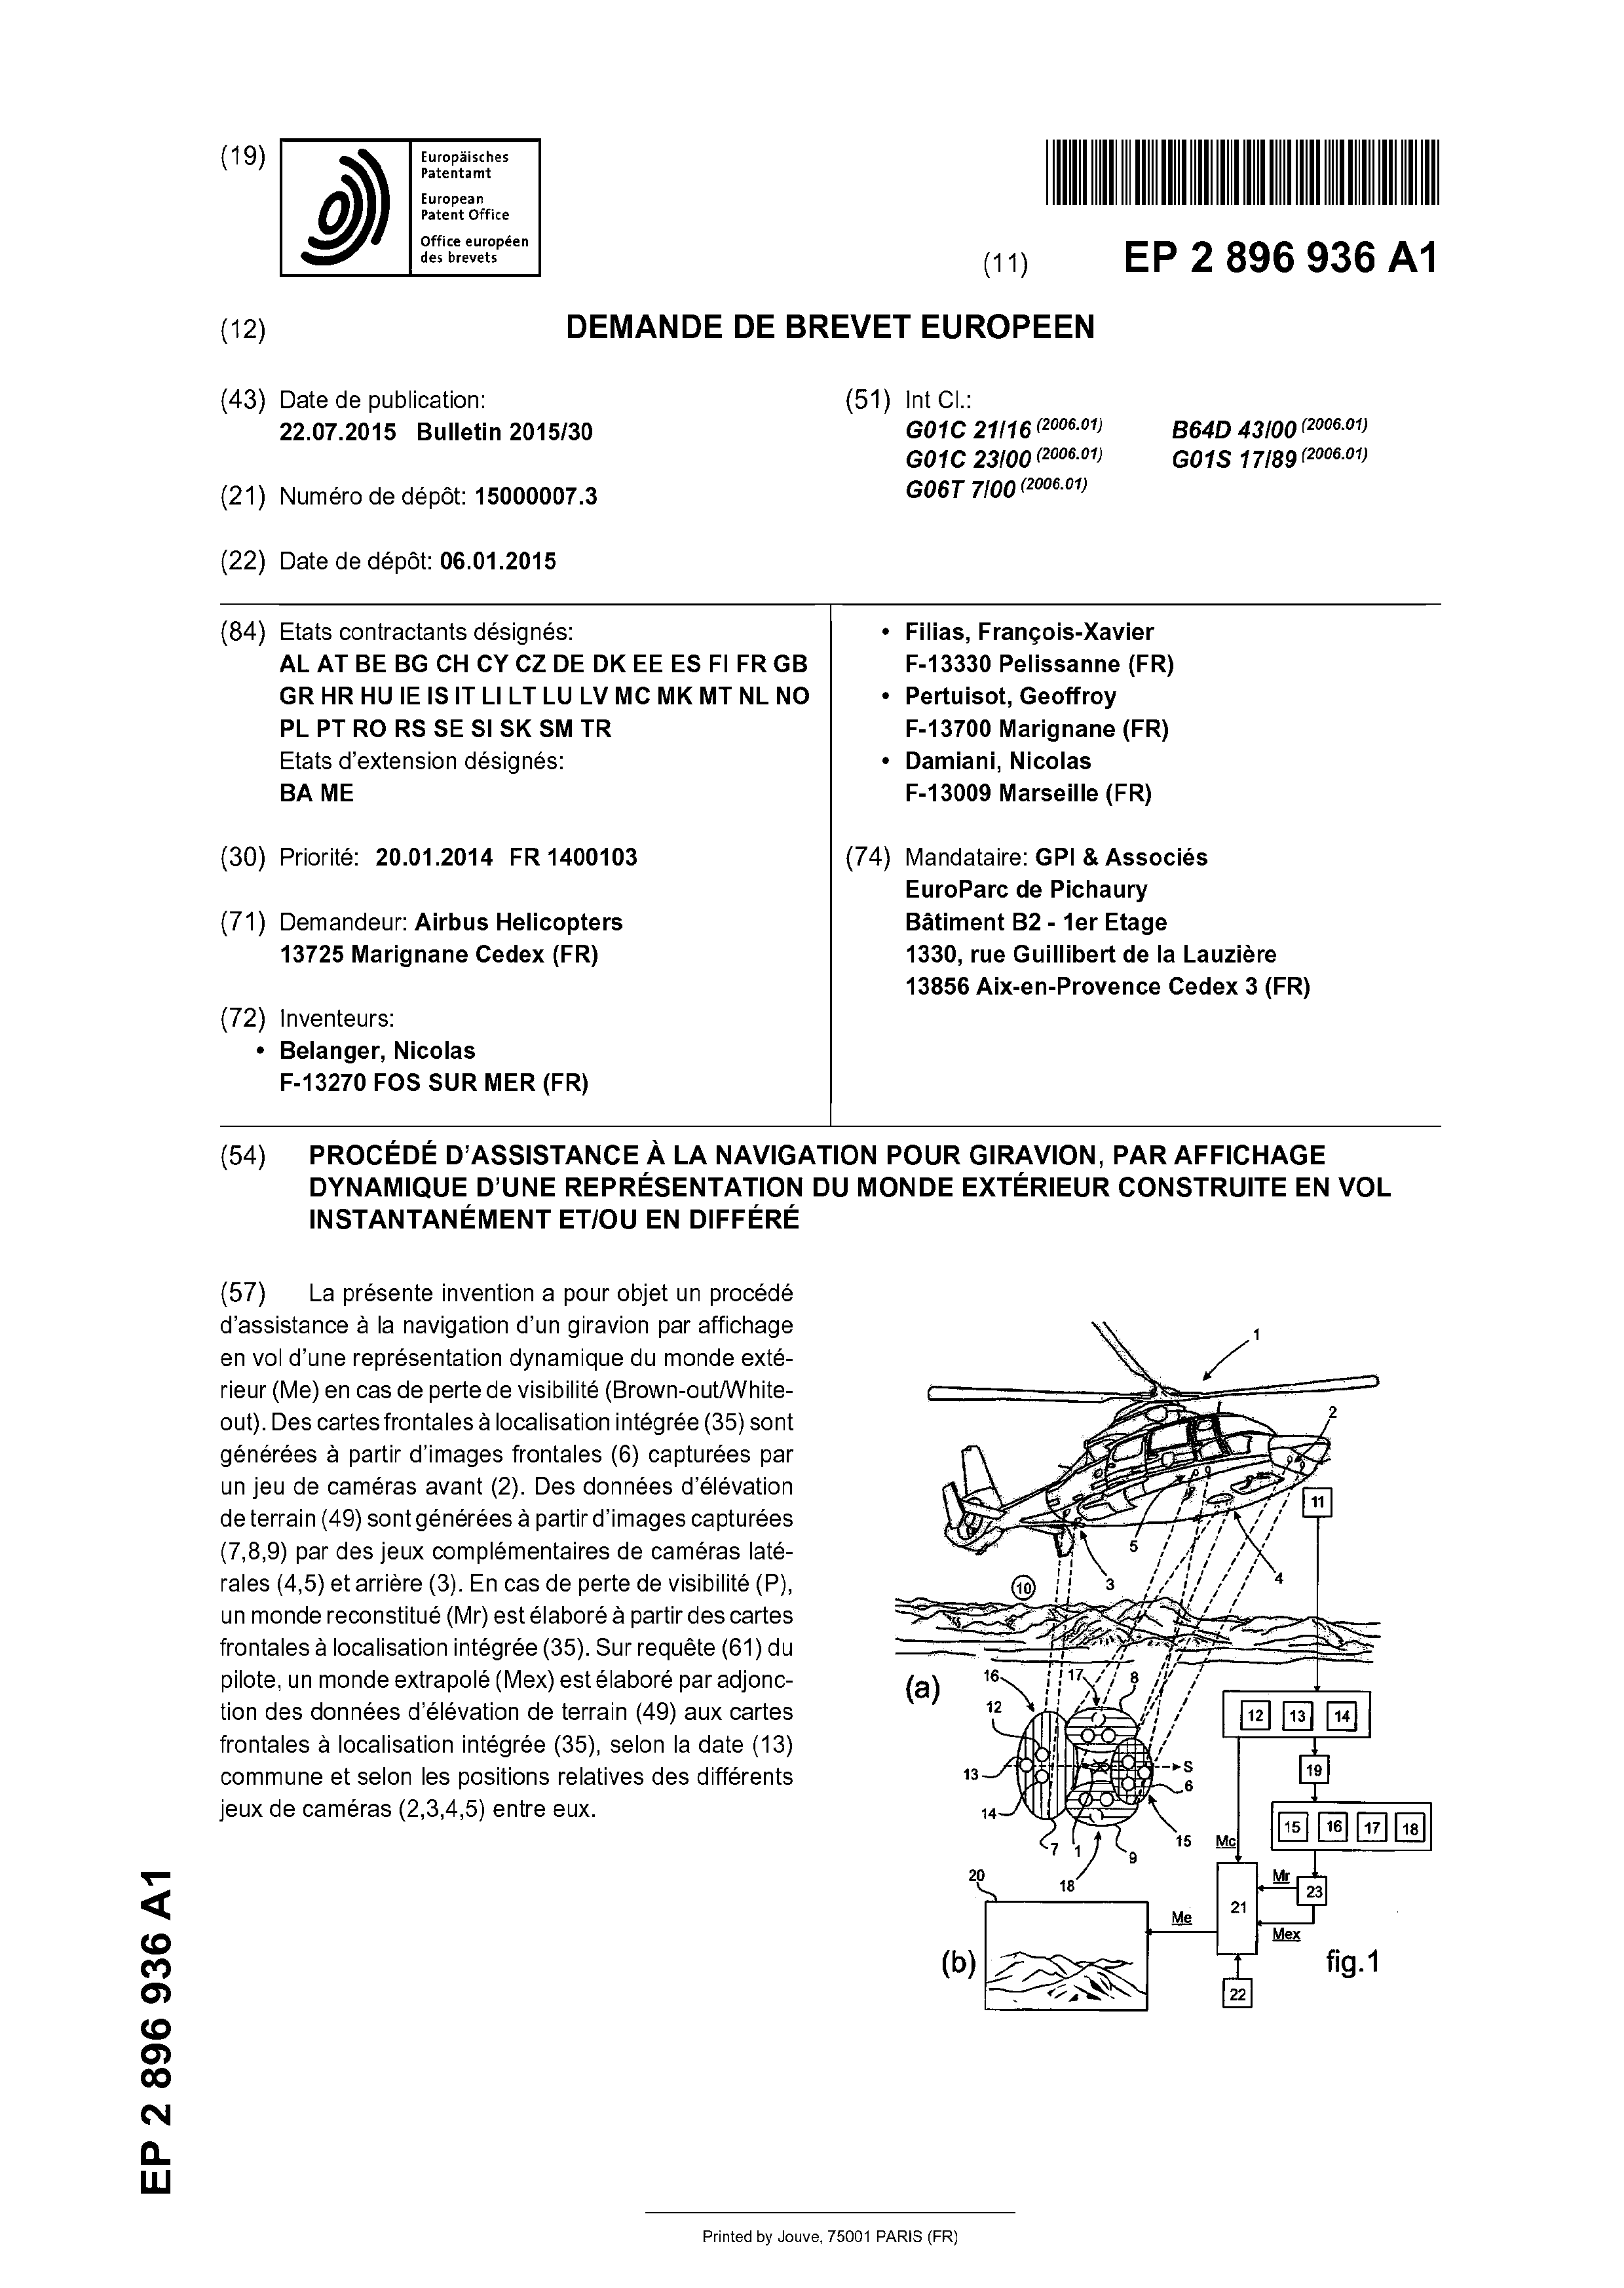 (19)
Europäisches
Patentamt
European
Patent Office
Office européen
des brevets
(11) EP 2 896 936 A1
(12) DEMANDE DE BREVET EUROPEEN
(43) Date de publication:
22.07.2015 Bulletin 2015/30
(21) Numéro de dépôt: 15000007.3
(22) Date de dépôt: 06.01.2015
(51) Int Cl.:
G01C 21/16 (2006.01) B64D 43/00 (2006.01)
G01C 23/00 (2006.01) G01S 17/89 (2006.01)
G06T 7/00 (2006.01)
(84) Etats contractants désignés:
AL AT BE BG CH CY CZ DE DK EE ES FI FR GB
GR HR HU IE IS IT LI LT LU LV MC MK MT NL NO
PL PT RO RS SE SI SK SM TR
Etats d'extension désignés:
BA ME
(30) Priorité: 20.01.2014 FR 1400103
(71) Demandeur: Airbus Helicopters
13725 Marignane Cedex (FR)
(72) Inventeurs:
• Belanger, Nicolas
F-13270 FOS SUR MER (FR)
• Filias, François-Xavier
F-13330 Pelissanne (FR)
• Pertuisot, Geoffroy
F-13700 Marignane (FR)
• Damiani, Nicolas
F-13009 Marseille (FR)
(74) Mandataire: GPI & Associés
EuroParc de Pichaury
Bâtiment B2 - 1er Etage
1330, rue Guillibert de la Lauzière
13856 Aix-en-Provence Cedex 3 (FR)
(54) PROCÉDÉ D'ASSISTANCE À LA NAVIGATION POUR GIRAVION, PAR AFFICHAGE
DYNAMIQUE D'UNE REPRÉSENTATION DU MONDE EXTÉRIEUR CONSTRUITE EN VOL
INSTANTANÉMENT ET/OU EN DIFFÉRÉ
(57) La présente invention a pour objet un procédé
d'assistance à la navigation d'un giravion par affichage
en vol d'une représentation dynamique du monde exté-
rieur (Me) en cas de perte de visibilité (Brown-out/White-
out). Des cartes frontales à localisation intégrée (35) sont
générées à partir d'images frontales (6) capturées par
un jeu de caméras avant (2). Des données d'élévation
de terrain (49) sont générées à partir d'images capturées
(7,8,9) par des jeux complémentaires de caméras laté-
rales (4,5) et arrière (3). En cas de perte de visibilité (P),
un monde reconstitué (Mr) est élaboré à partir des cartes
frontales à localisation intégrée (35). Sur requête (61) du
pilote, un monde extrapolé (Mex) est élaboré par adjonc-
tion des données d'élévation de terrain (49) aux cartes
frontales à localisation intégrée (35), selon la date (13)
commune et selon les positions relatives des différents
jeux de caméras (2,3,4,5) entre eux.
1
2
11
5
3
4
10
(a)
16
17
8
12
12 13 14
13
S
19
6
14
15 16 17 18
7
1
9
15
Mc
18
20
Mr
23
21
Me
Mex
(b)
fig.1
22
EP 2 896 936 A1
Printed by Jouve, 75001 PARIS (FR)